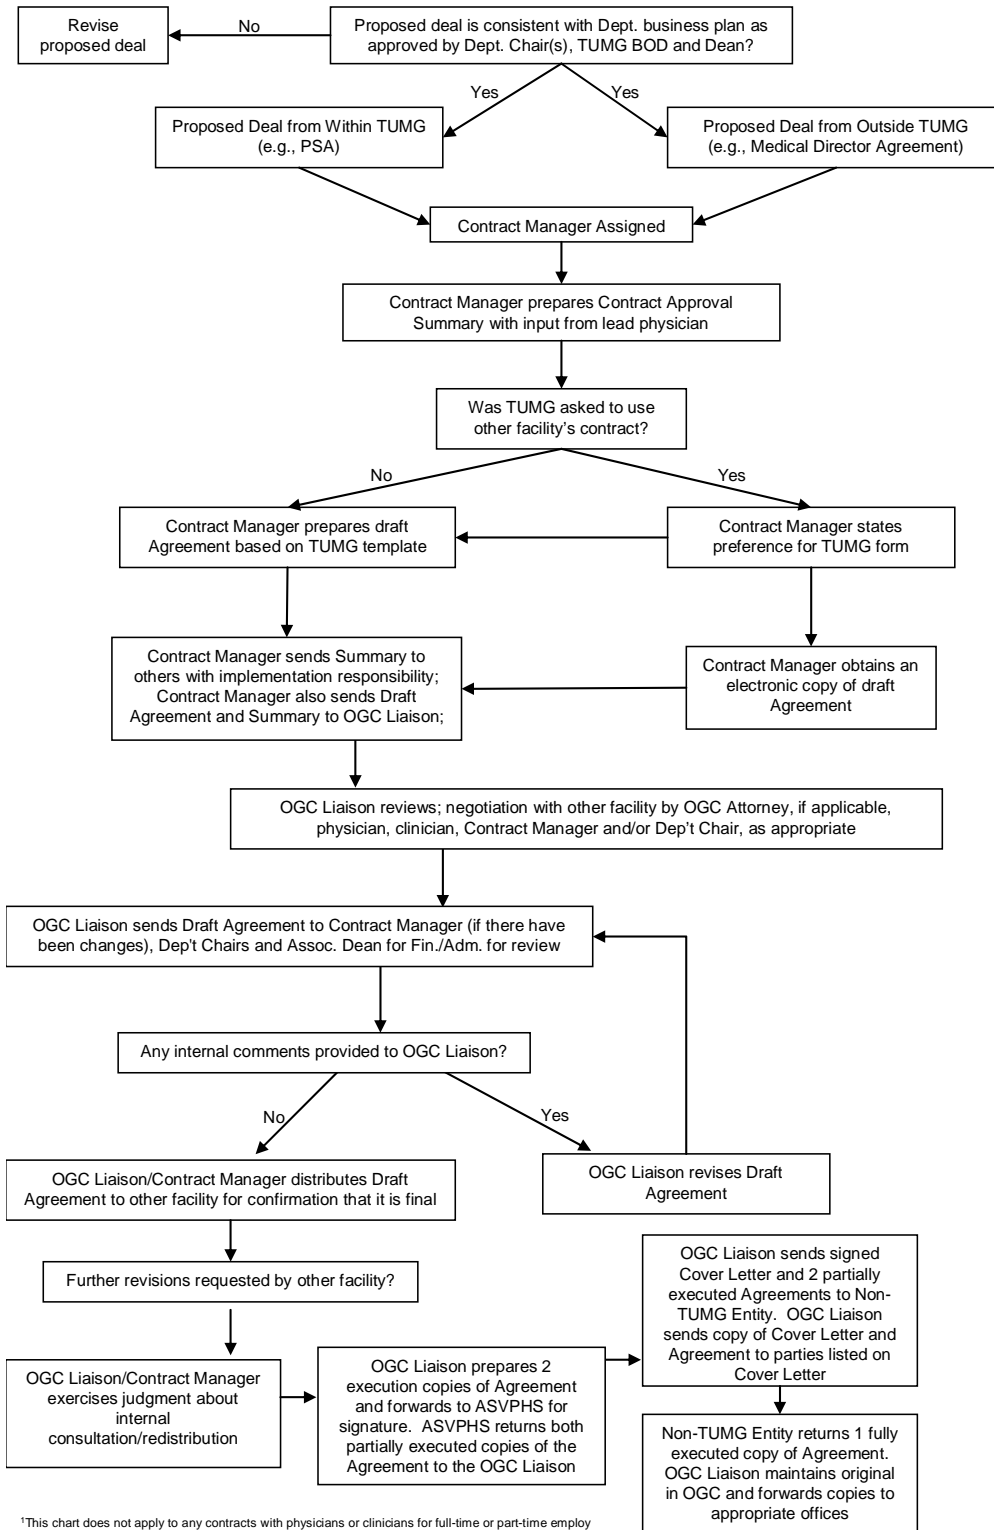 Revise
proposed deal
No
Proposed deal is consistent with Dept. business plan as
approved by Dept. Chair(s), TUMG BOD and Dean?
Yes
Yes
Proposed Deal from Within TUMG
(e.g., PSA)
Proposed Deal from Outside TUMG
(e.g., Medical Director Agreement)
Contract Manager Assigned
Contract Manager prepares Contract Approval
Summary with input from lead physician
Was TUMG asked to use
other facility's contract?
No
Yes
Contract Manager prepares draft
Agreement based on TUMG template
Contract Manager states
preference for TUMG form
Contract Manager sends Summary to
others with implementation responsibility;
Contract Manager also sends Draft
Agreement and Summary to OGC Liaison;
Contract Manager obtains an
electronic copy of draft
Agreement
OGC Liaison reviews; negotiation with other facility by OGC Attorney, if applicable,
physician, clinician, Contract Manager and/or Dep't Chair, as appropriate
OGC Liaison sends Draft Agreement to Contract Manager (if there have
been changes), Dep't Chairs and Assoc. Dean for Fin./Adm. for review
Any internal comments provided to OGC Liaison?
No
Yes
OGC Liaison/Contract Manager distributes Draft
Agreement to other facility for confirmation that it is final
OGC Liaison revises Draft
Agreement
Further revisions requested by other facility?
OGC Liaison/Contract Manager
exercises judgment about
internal
consultation/redistribution
OGC Liaison prepares 2
execution copies of Agreement
and forwards to ASVPHS for
signature.  ASVPHS returns both
partially executed copies of the
Agreement to the OGC Liaison
OGC Liaison sends signed
Cover Letter and 2 partially
executed Agreements to Non-
TUMG Entity.  OGC Liaison
sends copy of Cover Letter and
Agreement to parties listed on
Cover Letter
Non-TUMG Entity returns 1 fully
executed copy of Agreement.
OGC Liaison maintains original
in OGC and forwards copies to
appropriate offices
¹This chart does not apply to any contracts with physicians or clinicians for full-time or part-time employ